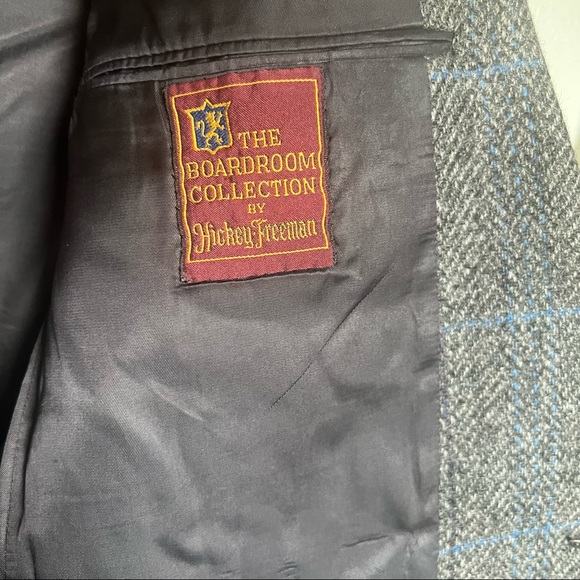 THE
BOARDROOM
COLLECTION
BY
Hickey-Freeman